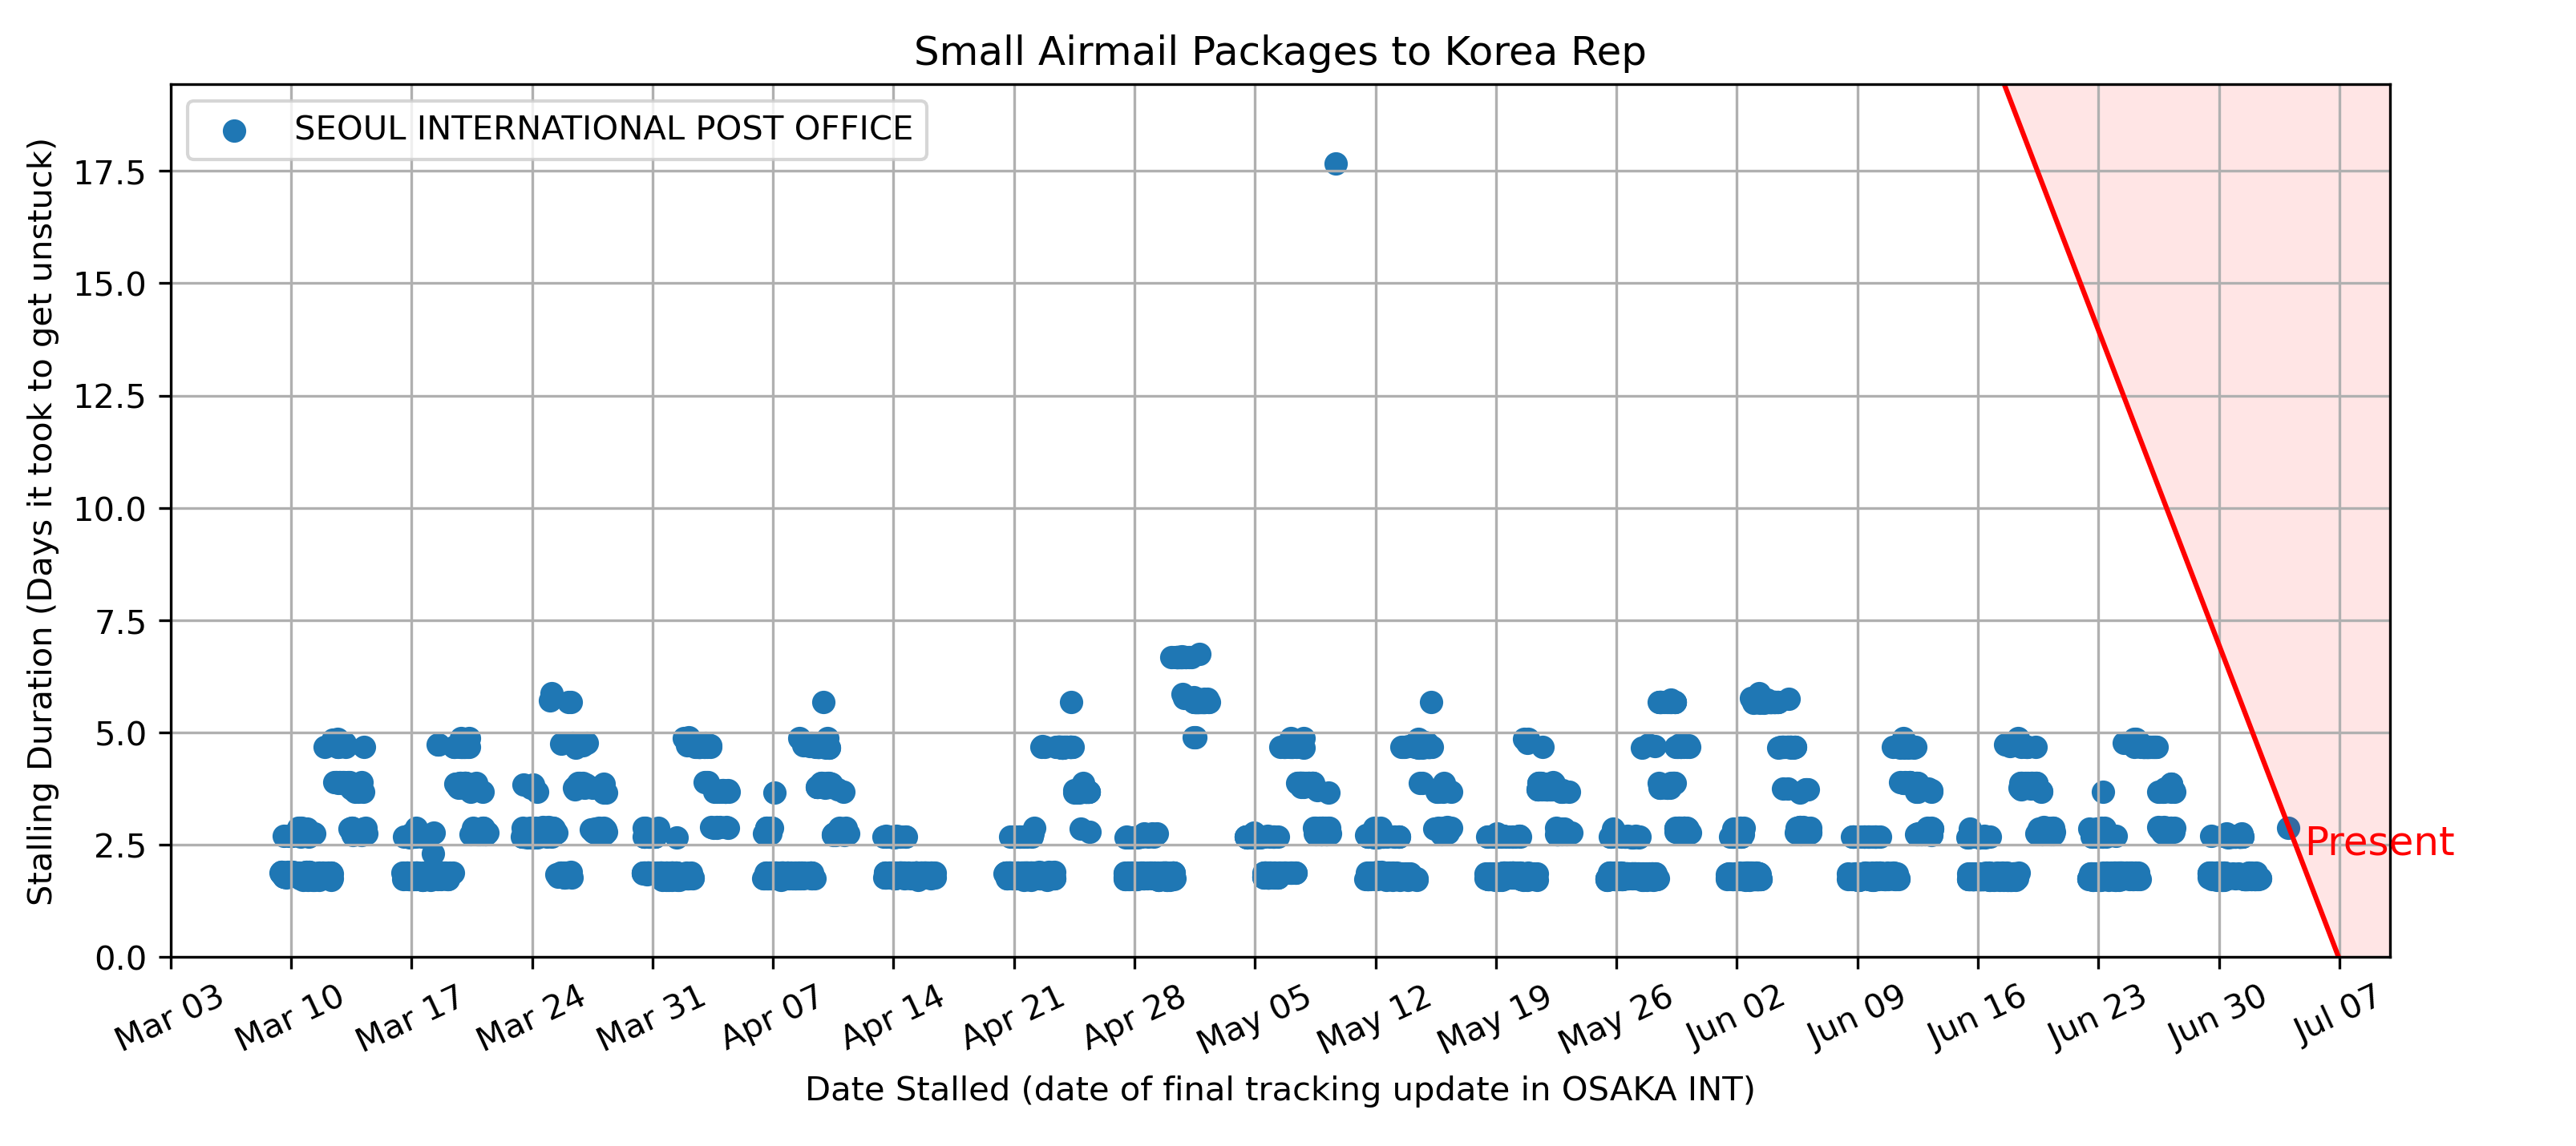 Small Airmail Packages to Korea Rep
SEOUL INTERNATIONAL POST OFFICE
Stalling Duration (Days it took to get unstuck)
17.5
15.0
12.5
10.0
7.5
5.0
2.5
0.0
Present
Mar 03
Mar 10
Mar 17
Mar 24
Mar 31
Apr 07
Apr 14
Apr 21
Apr 28
May 05
May 12
May 19
May 26
Jun 02
Jun 09
Jun 16
Jun 23
Jun 30
Jul 07
Date Stalled (date of final tracking update in OSAKA INT)